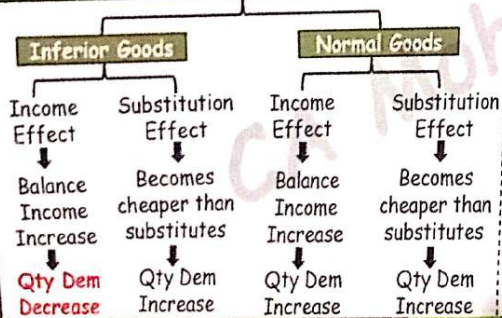 Inferior Goods
Normal Goods
Income
Effect
Balance
Income
Increase
Qty Dem
Decrease
Substitution
Effect
Becomes
cheaper than
substitutes
Qty Dem
Increase
Income
Effect
Balance
Income
Increase
Qty Dem
Increase
Substitution
Effect
Becomes
cheaper than
substitutes
Qty Dem
Increase
CA